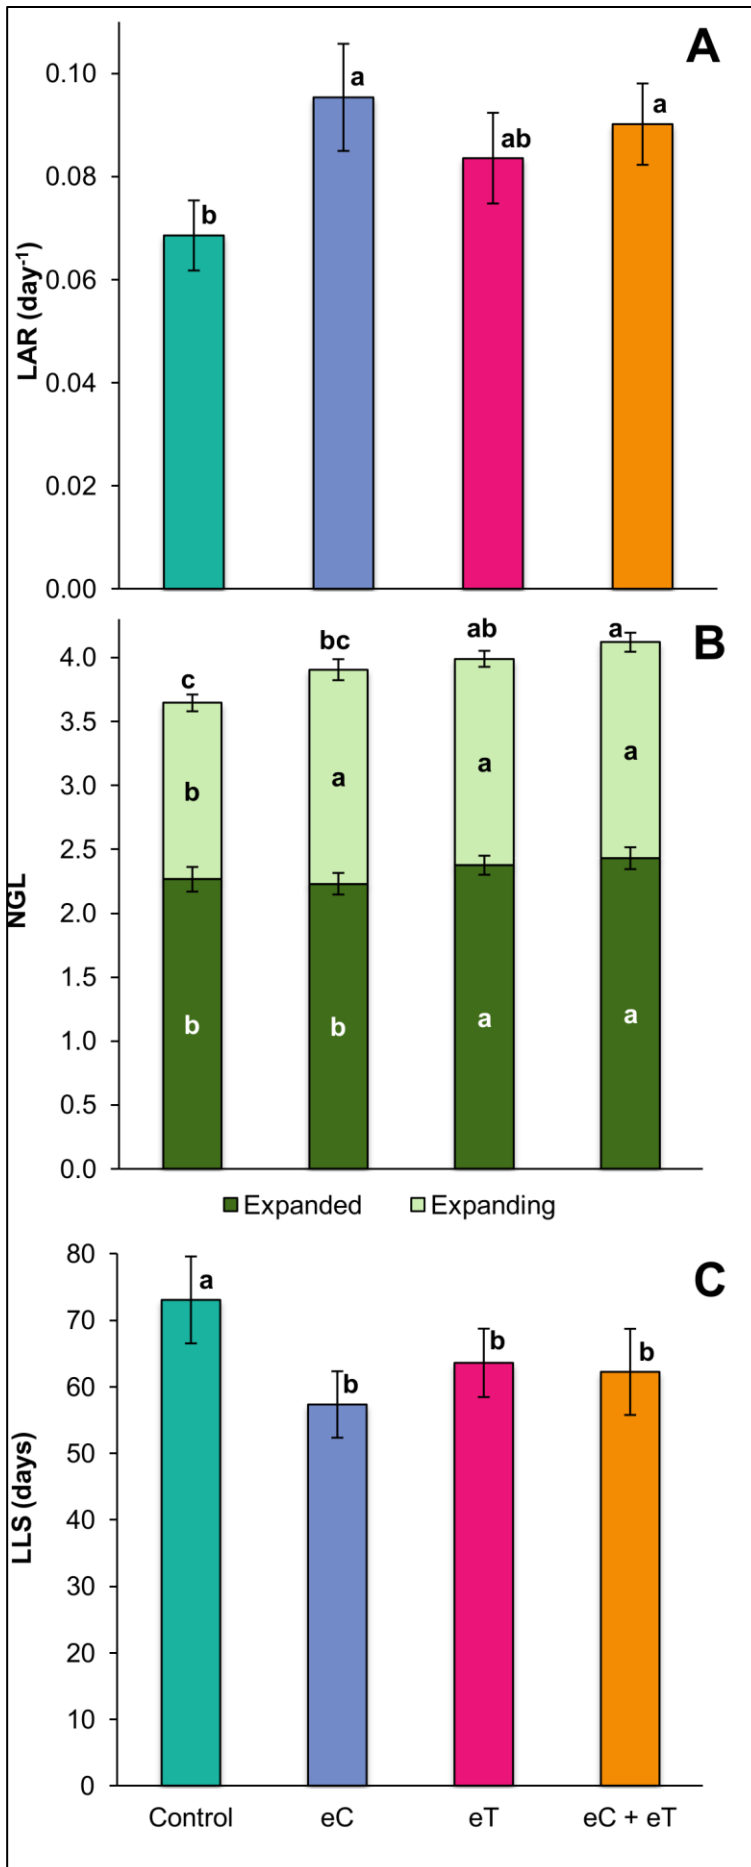 A
0.10
a
a
ab
0.08
b
0.06
LAR (day-1)
0.04
0.02
0.00
B
a
ab
bc
4.0
c
3.5
a
a
a
b
3.0
2.5
NGL
2.0
1.5
b
b
a
a
1.0
0.5
0.0
Expanded Expanding
80
C
a
70
b
b
b
60
50
LLS (days)
40
30
20
10
0
Control eC eT eC + eT